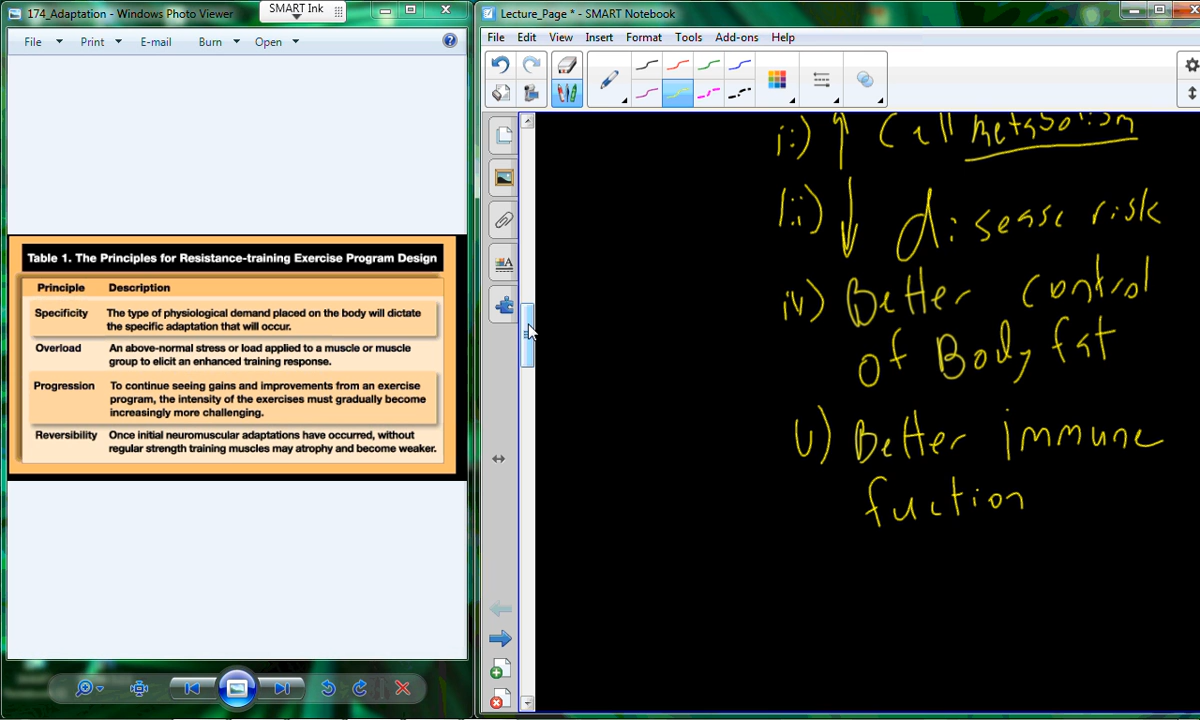 174_Adaptation - Windows Photo Viewer
SMART Ink
File Print E-mail Burn Open
Table 1. The Principles for Resistance-training Exercise Program Design
Principle Description
Specificity The type of physiological demand placed on the body will dictate
the specific adaptation that will occur.
Overload An above-normal stress or load applied to a muscle or muscle
group to elicit an enhanced training response.
Progression To continue seeing gains and improvements from an exercise
program, the intensity of the exercises must gradually become
increasingly more challenging.
Reversibility Once initial neuromuscular adaptations have occurred, without
regular strength training muscles may atrophy and become weaker.
Lecture_Page * - SMART Notebook
File Edit View Insert Format Tools Add-ons Help
ii) ↑ Cell Metabolism
iii) ↓ disease risk
iv) Better control
of Body fat
v) Better immune
fuction